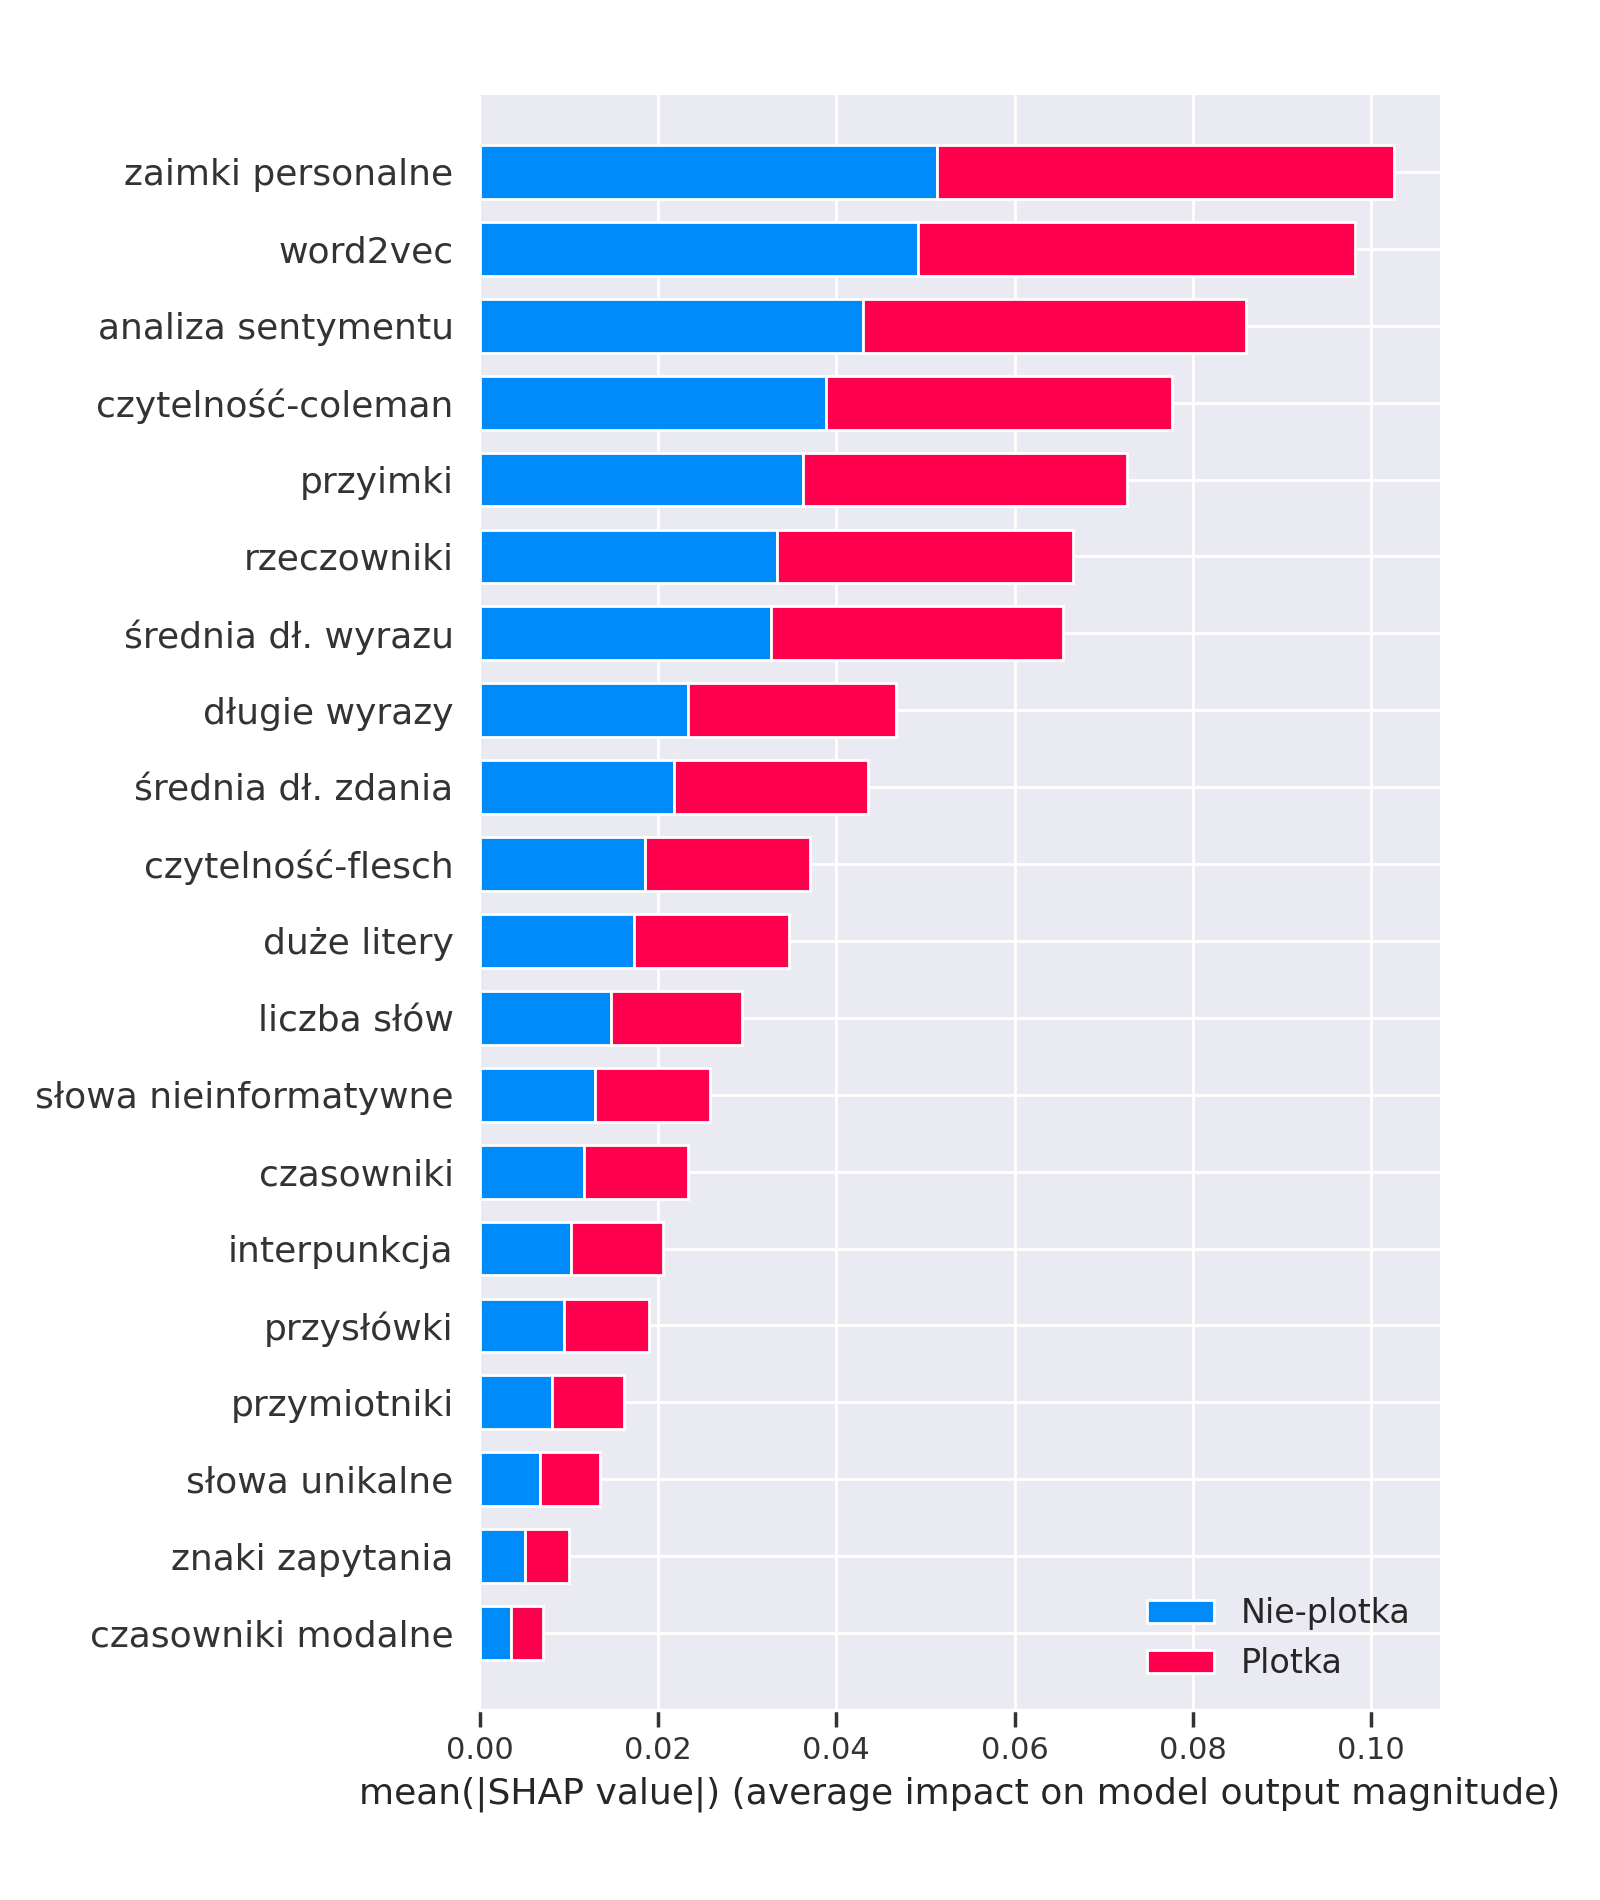 zaimki personalne
word2vec
analiza sentymentu
czytelność-coleman
przyimki
rzeczowniki
średnia dł. wyrazu
długie wyrazy
średnia dł. zdania
czytelność-flesch
duże litery
liczba słów
słowa nieinformatywne
czasowniki
interpunkcja
przysłówki
przymiotniki
słowa unikalne
znaki zapytania
czasowniki modalne
Nie-plotka
Plotka
0.00 0.02 0.04 0.06 0.08 0.10
mean(|SHAP value|) (average impact on model output magnitude)